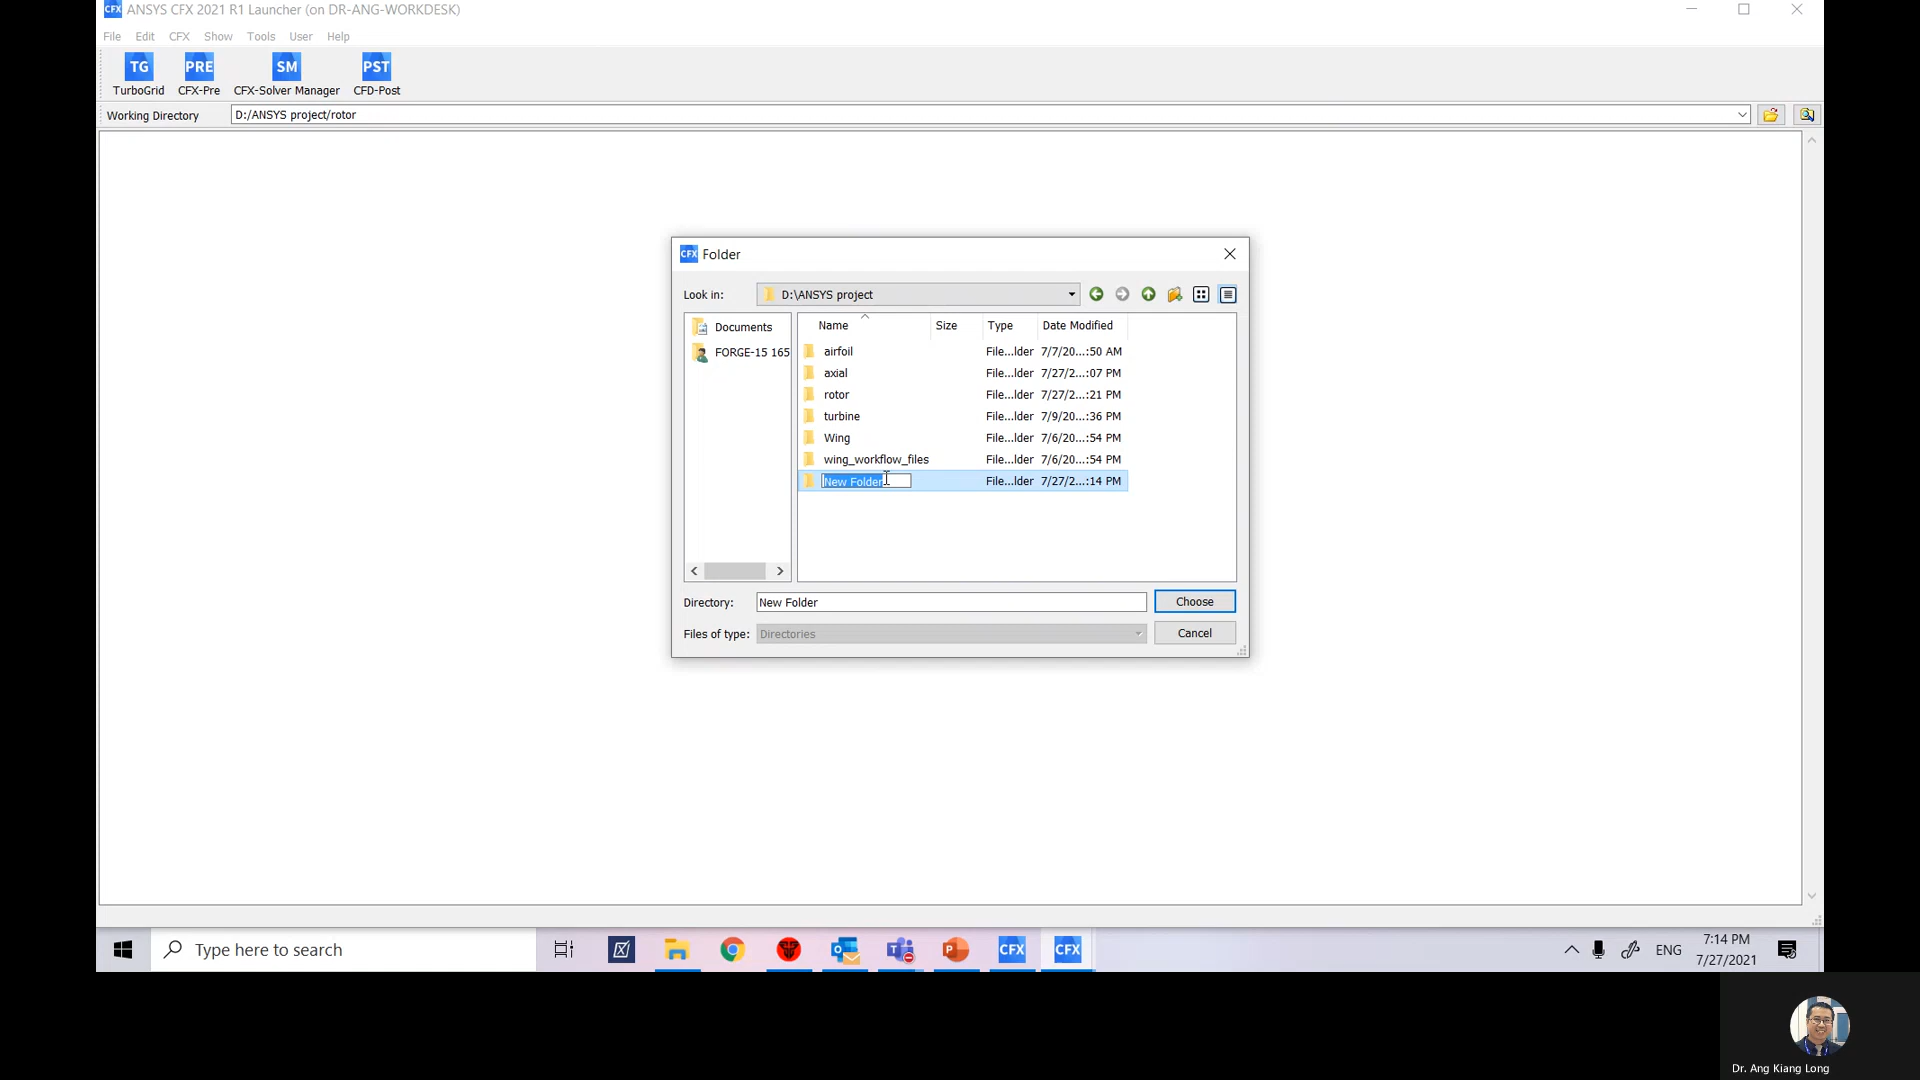 CFX ANSYS CFX 2021 R1 Launcher (on DR-ANG-WORKDESK)
File Edit CFX Show Tools User Help
TG PRE SM PST
TurboGrid CFX-Pre CFX-Solver Manager CFD-Post
Working Directory D:/ANSYS project/rotor
CFX Folder
Look in: D:\ANSYS project
Documents
FORGE-15 165
Name Size Type Date Modified
airfoil File...lder 7/7/20...:50 AM
axial File...lder 7/27/2...:07 PM
rotor File...lder 7/27/2...:21 PM
turbine File...lder 7/9/20...:36 PM
Wing File...lder 7/6/20...:54 PM
wing_workflow_files File...lder 7/6/20...:54 PM
New Folder File...lder 7/27/2...:14 PM
Directory: New Folder Choose
Files of type: Directories Cancel
Type here to search CFX CFX ENG 7:14 PM
7/27/2021
Dr. Ang Kiang Long